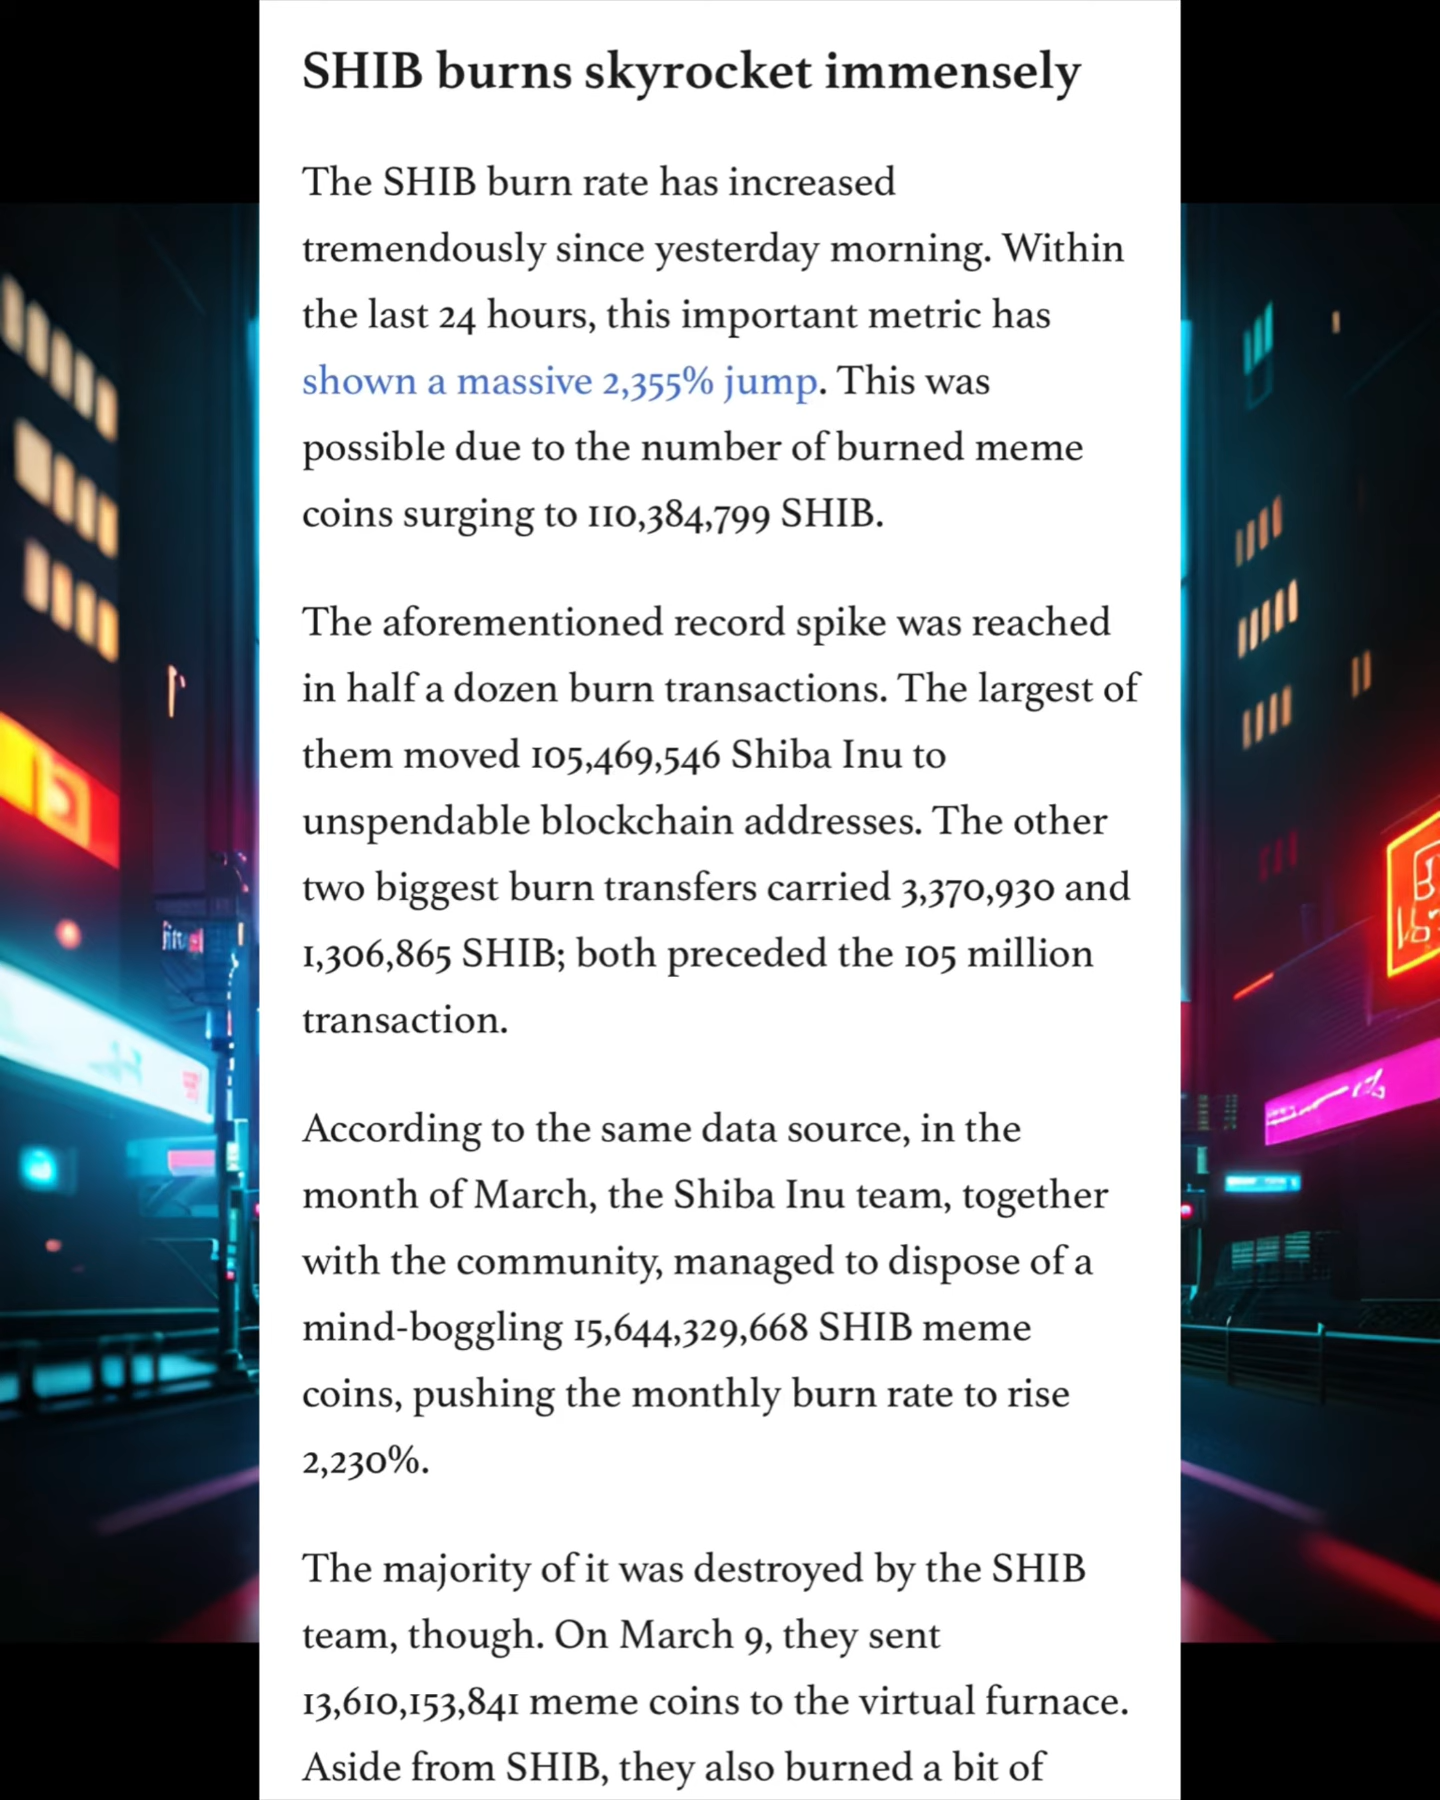 SHIB burns skyrocket immensely
The SHIB burn rate has increased
tremendously since yesterday morning. Within
the last 24 hours, this important metric has
shown a massive 2,355% jump. This was
possible due to the number of burned meme
coins surging to 110,384,799 SHIB.
The aforementioned record spike was reached
in half a dozen burn transactions. The largest of
them moved 105,469,546 Shiba Inu to
unspendable blockchain addresses. The other
two biggest burn transfers carried 3,370,930 and
1,306,865 SHIB; both preceded the 105 million
transaction.
According to the same data source, in the
month of March, the Shiba Inu team, together
with the community, managed to dispose of a
mind-boggling 15,644,329,668 SHIB meme
coins, pushing the monthly burn rate to rise
2,230%.
The majority of it was destroyed by the SHIB
team, though. On March 9, they sent
13,610,153,841 meme coins to the virtual furnace.
Aside from SHIB, they also burned a bit of